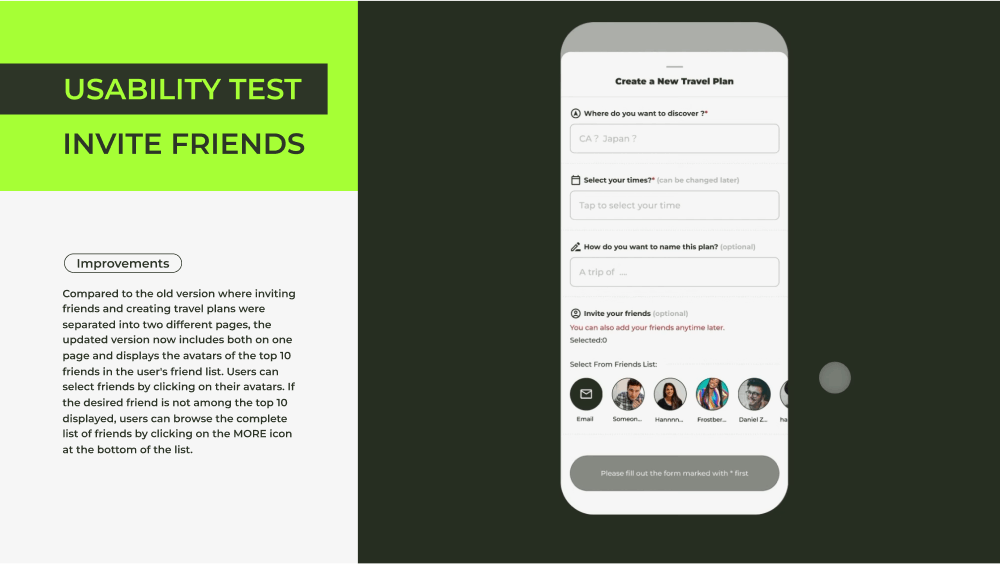 USABILITY TEST
INVITE FRIENDS
Improvements
Compared to the old version where inviting
friends and creating travel plans were
separated into two different pages, the
updated version now includes both on one
page and displays the avatars of the top 10
friends in the user's friend list. Users can
select friends by clicking on their avatars. If
the desired friend is not among the top 10
displayed, users can browse the complete
list of friends by clicking on the MORE icon
at the bottom of the list.
Create a New Travel Plan
Where do you want to discover ?*
CA ? Japan ?
Select your times?* (can be changed later)
Tap to select your time
How do you want to name this plan? (optional)
A trip of ...
Invite your friends (optional)
You can also add your friends anytime later.
Selected:0
Select From Friends List:
Email Someon... Hannnn... Frostber... Daniel Z... ha
Please fill out the form marked with * first